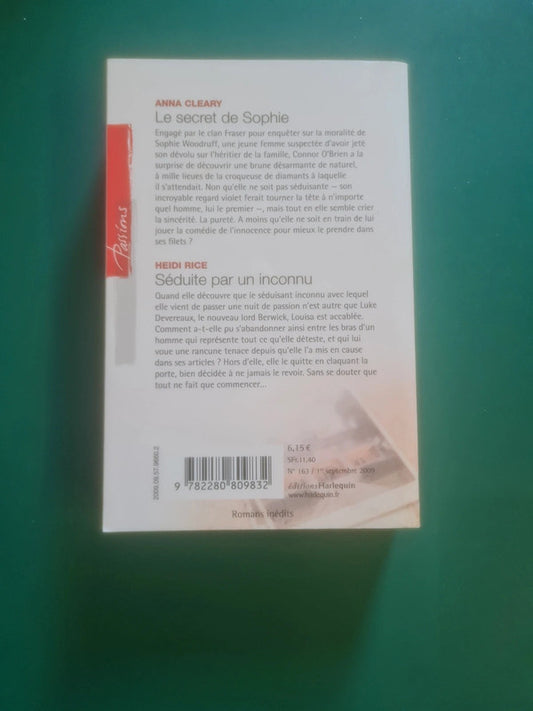 ANNA CLEARY
Le secret de Sophie
Engagé par le clan Fraser pour enquêter sur la moralité de
Sophie Woodruff, une jeune femme suspectée d'avoir jeté
son dévolu sur l'héritier de la famille, Connor O'Brien a la
surprise de découvrir une brune désarmante de naturel,
à mille lieues de la croqueuse de diamants à laquelle
il s'attendait. Non qu'elle ne soit pas séduisante – son
incroyable regard violet ferait tourner la tête à n'importe
quel homme, lui le premier –, mais tout en elle semble crier
la sincérité. La pureté. A moins qu'elle ne soit en train de lui
jouer la comédie de l'innocence pour mieux le prendre dans
ses filets ?
HEIDI RICE
Séduite par un inconnu
Quand elle découvre que le séduisant inconnu avec lequel
elle vient de passer une nuit de passion n'est autre que Luke
Devereaux, le nouveau lord Berwick, Louisa est accablée.
Comment a-t-elle pu s'abandonner ainsi entre les bras d'un
homme qui représente tout ce qu'elle déteste, et qui lui
voue une rancune tenace depuis qu'elle l'a mis en cause
dans ses articles ? Hors d'elle, elle le quitte en claquant la
porte, bien décidée à ne jamais le revoir. Sans se douter que
tout ne fait que commencer...
Passions
6,15 €
SFr.11,40
N° 163 / 1er septembre 2009
éditions Harlequin
www.harlequin.fr
9 782280 809832
Romans inédits